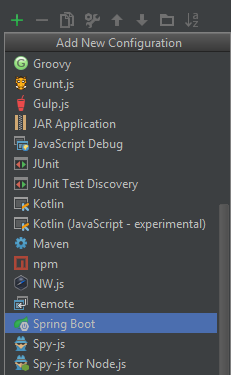 Add New Configuration
Groovy
Grunt.js
Gulp.js
JAR Application
JavaScript Debug
JUnit
JUnit Test Discovery
Kotlin
Kotlin (JavaScript - experimental)
Maven
npm
NW.js
Remote
Spring Boot
Spy-js
Spy-js for Node.js